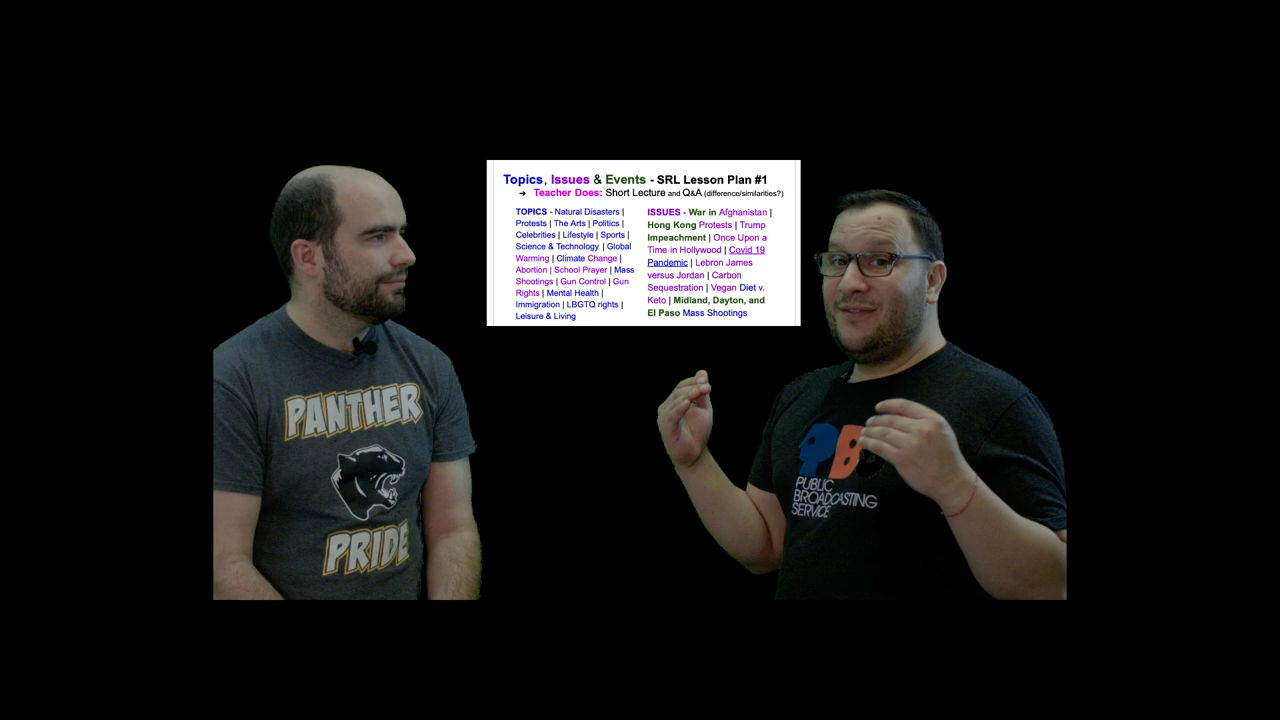 Topics, Issues & Events - SRL Lesson Plan #1
➔ Teacher Does: Short Lecture and Q&A (difference/similarities?)
TOPICS - Natural Disasters |
Protests | The Arts | Politics |
Celebrities | Lifestyle | Sports |
Science & Technology | Global
Warming | Climate Change |
Abortion | School Prayer | Mass
Shootings | Gun Control | Gun
Rights | Mental Health |
Immigration | LBGTQ rights |
Leisure & Living
ISSUES - War in Afghanistan |
Hong Kong Protests | Trump
Impeachment | Once Upon a
Time in Hollywood | Covid 19
Pandemic | Lebron James
versus Jordan | Carbon
Sequestration | Vegan Diet v.
Keto | Midland, Dayton, and
El Paso Mass Shootings
PANTHER
PRIDE
PUBLIC
BROADCASTING
SERVICE